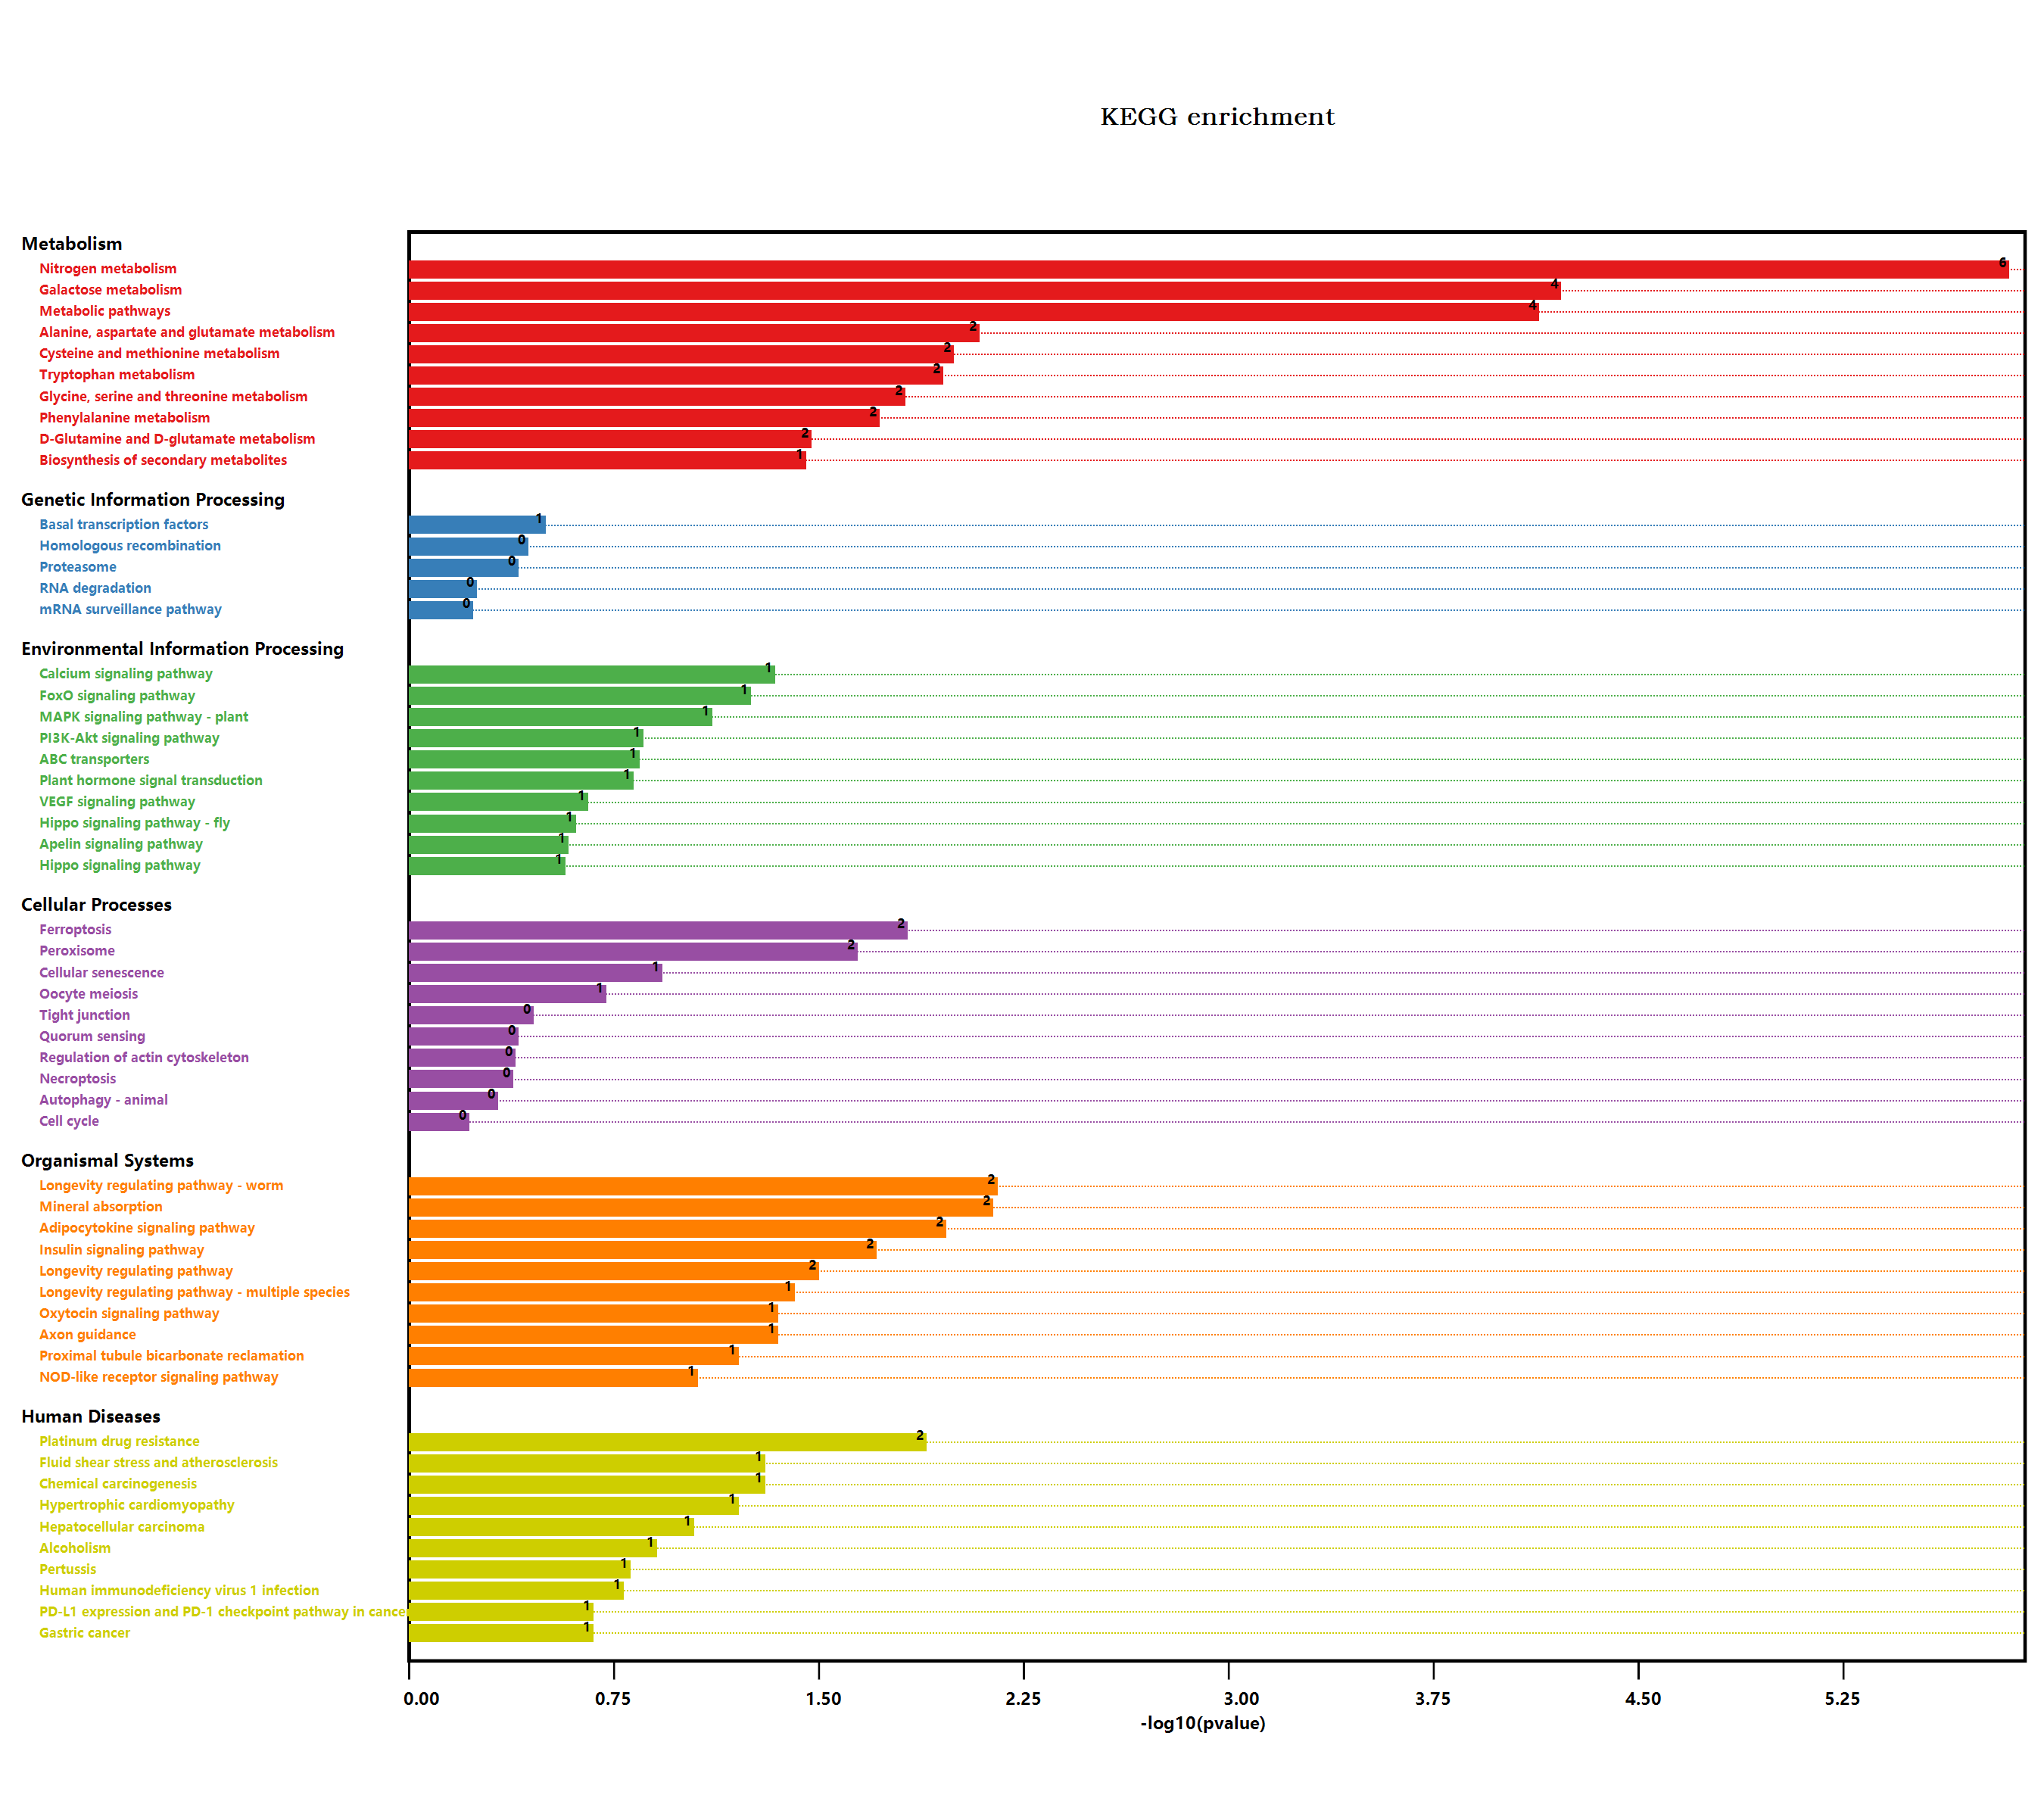 KEGG enrichment
Metabolism
Nitrogen metabolism 6
Galactose metabolism 4
Metabolic pathways 4
Alanine, aspartate and glutamate metabolism 2
Cysteine and methionine metabolism 2
Tryptophan metabolism 2
Glycine, serine and threonine metabolism 2
Phenylalanine metabolism 2
D-Glutamine and D-glutamate metabolism 2
Biosynthesis of secondary metabolites 1
Genetic Information Processing
Basal transcription factors 1
Homologous recombination 0
Proteasome 0
RNA degradation 0
mRNA surveillance pathway 0
Environmental Information Processing
Calcium signaling pathway 1
FoxO signaling pathway 1
MAPK signaling pathway - plant 1
PI3K-Akt signaling pathway 1
ABC transporters 1
Plant hormone signal transduction 1
VEGF signaling pathway 1
Hippo signaling pathway - fly 1
Apelin signaling pathway 1
Hippo signaling pathway 1
Cellular Processes
Ferroptosis 2
Peroxisome 2
Cellular senescence 1
Oocyte meiosis 1
Tight junction 0
Quorum sensing 0
Regulation of actin cytoskeleton 0
Necroptosis 0
Autophagy - animal 0
Cell cycle 0
Organismal Systems
Longevity regulating pathway - worm 2
Mineral absorption 2
Adipocytokine signaling pathway 2
Insulin signaling pathway 2
Longevity regulating pathway 2
Longevity regulating pathway - multiple species 1
Oxytocin signaling pathway 1
Axon guidance 1
Proximal tubule bicarbonate reclamation 1
NOD-like receptor signaling pathway 1
Human Diseases
Platinum drug resistance 2
Fluid shear stress and atherosclerosis 1
Chemical carcinogenesis 1
Hypertrophic cardiomyopathy 1
Hepatocellular carcinoma 1
Alcoholism 1
Pertussis 1
Human immunodeficiency virus 1 infection 1
PD-L1 expression and PD-1 checkpoint pathway in cance 1
Gastric cancer 1
0.00 0.75 1.50 2.25 3.00 3.75 4.50 5.25
-log10(pvalue)